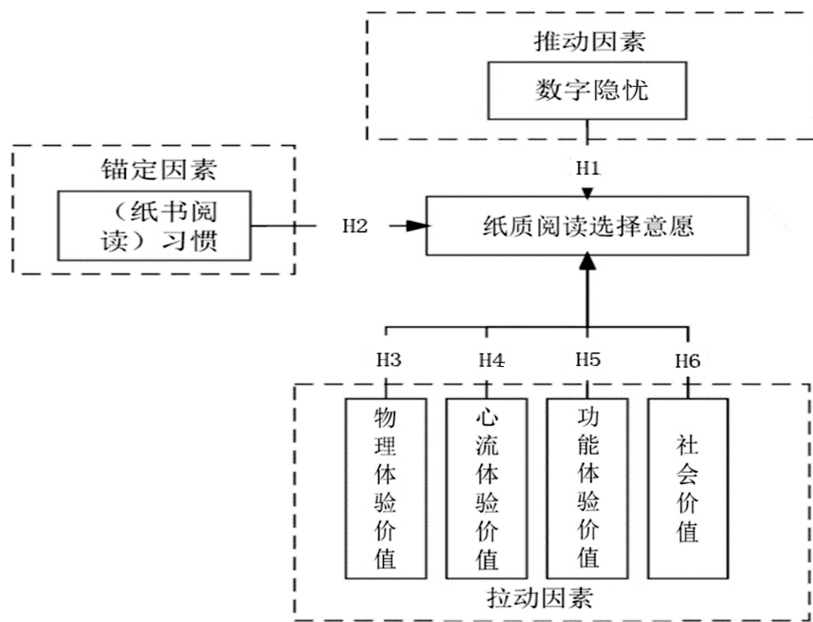 推动因素
数字隐忧
H1
锚定因素
（纸书阅
读）习惯
H2
纸质阅读选择意愿
H3
H4
H5
H6
物理体验价值
心流体验价值
功能体验价值
社会价值
拉动因素